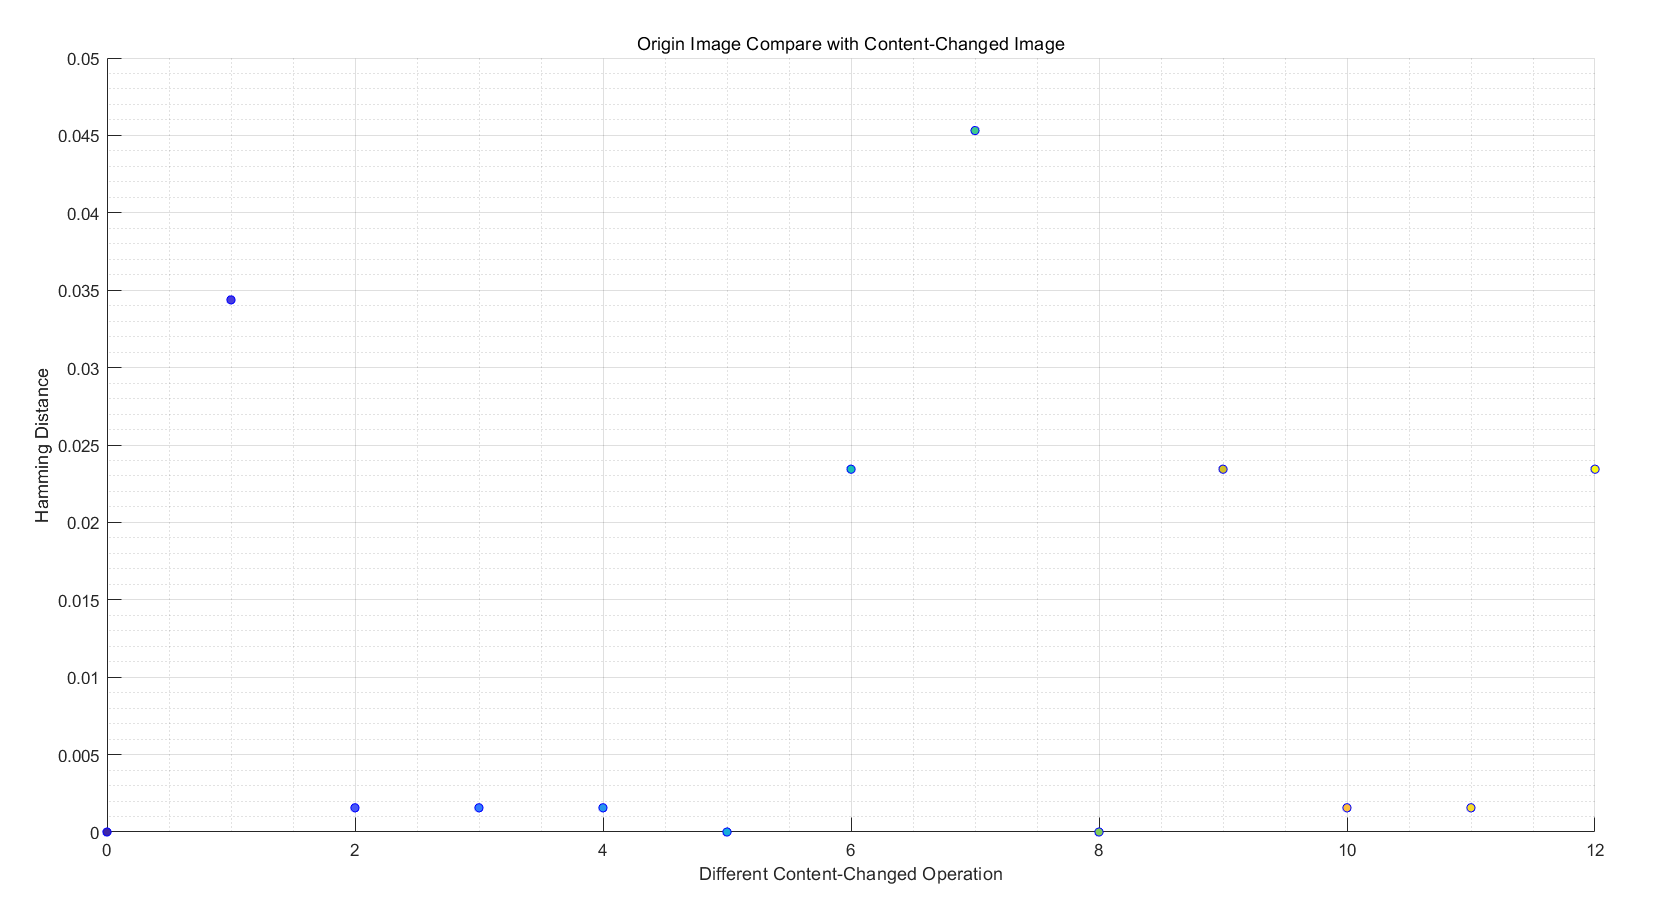 Origin Image Compare with Content-Changed Image
0.05
0.045
0.04
0.035
0.03
0.025
0.02
0.015
0.01
0.005
0
Hamming Distance
0 2 4 6 8 10 12
Different Content-Changed Operation